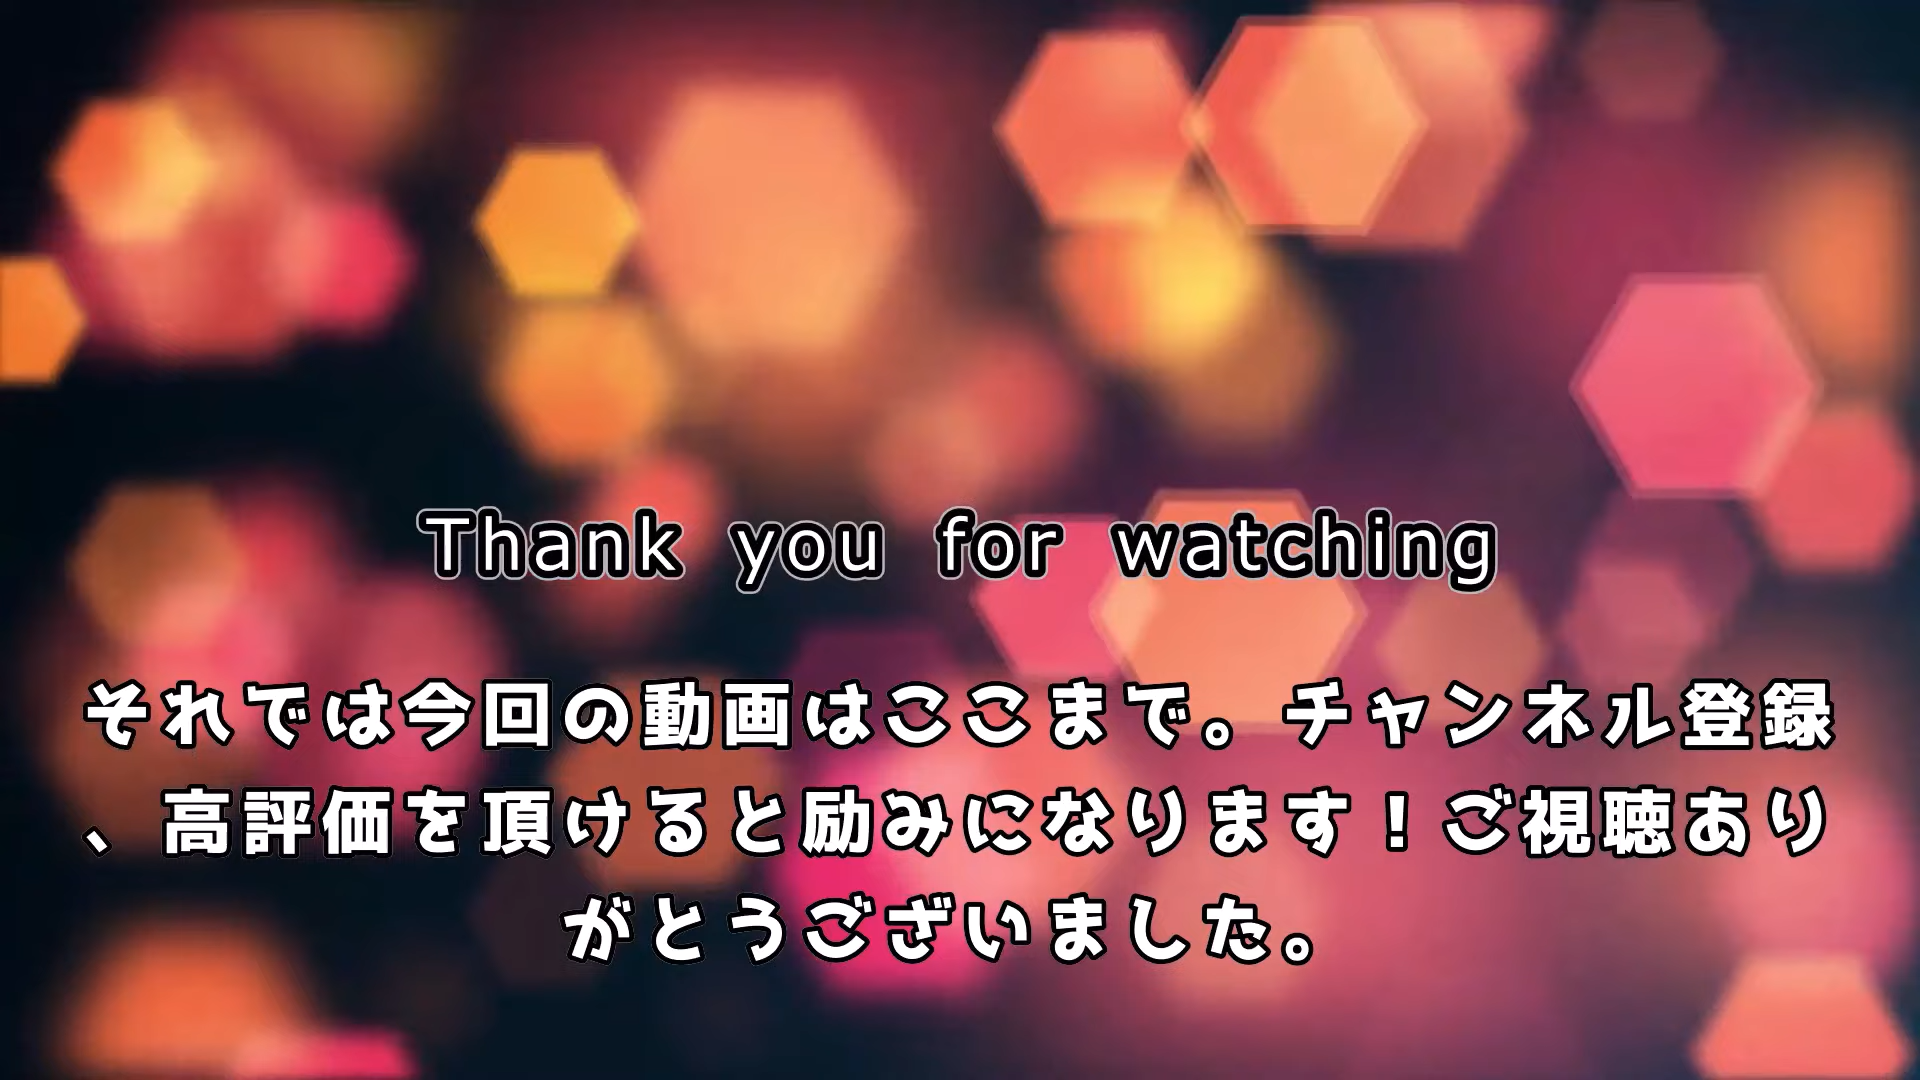 Thank you for watching
それでは今回の動画はここまで。チャンネル登録
、高評価を頂けると励みになります！ご視聴あり
がとうございました。